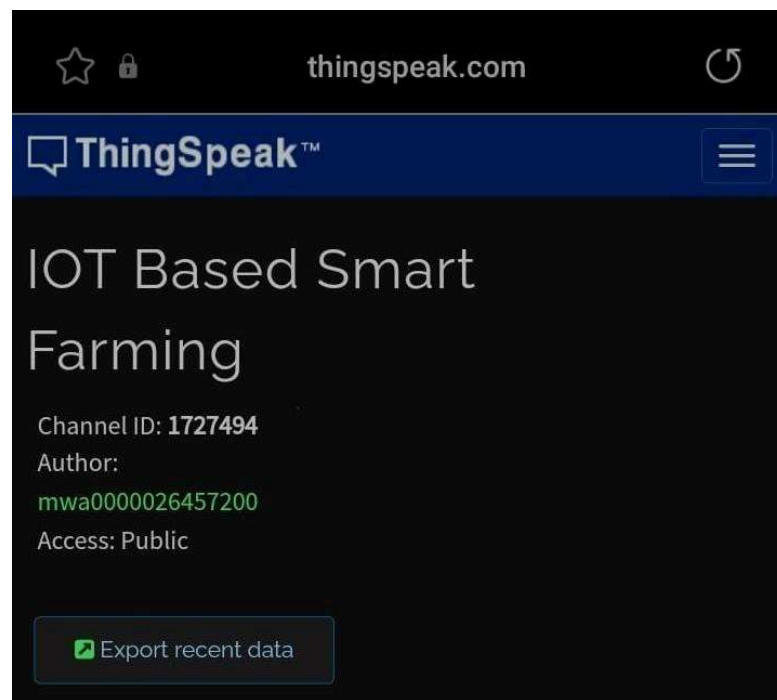 thingspeak.com
ThingSpeak™
IOT Based Smart
Farming
Channel ID: 1727494
Author:
mwa0000026457200
Access: Public
Export recent data